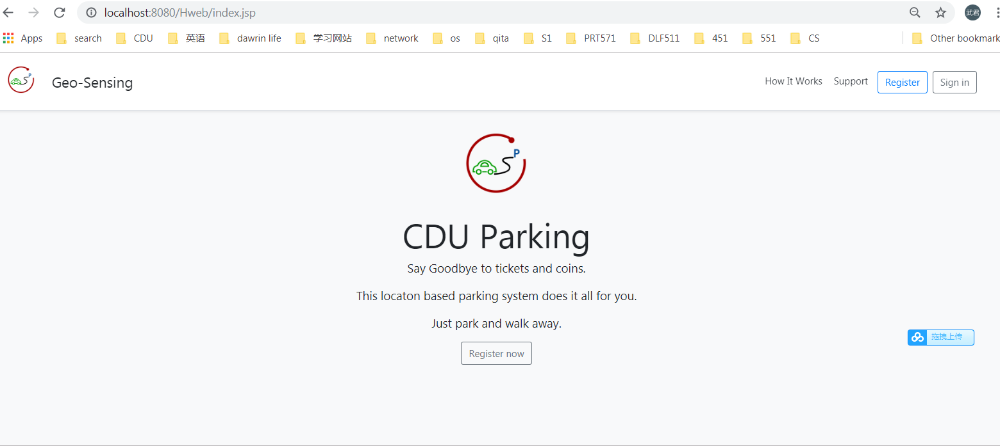 localhost:8080/Hweb/index.jsp 武君
Apps search CDU 英语 dawrin life 学习网站 network os qita S1 PRT571 DLF511 451 551 CS Other bookmark
P
Geo-Sensing How It Works Support Register Sign in
P
CDU Parking
Say Goodbye to tickets and coins.
This locaton based parking system does it all for you.
Just park and walk away.
拖拽上传
Register now